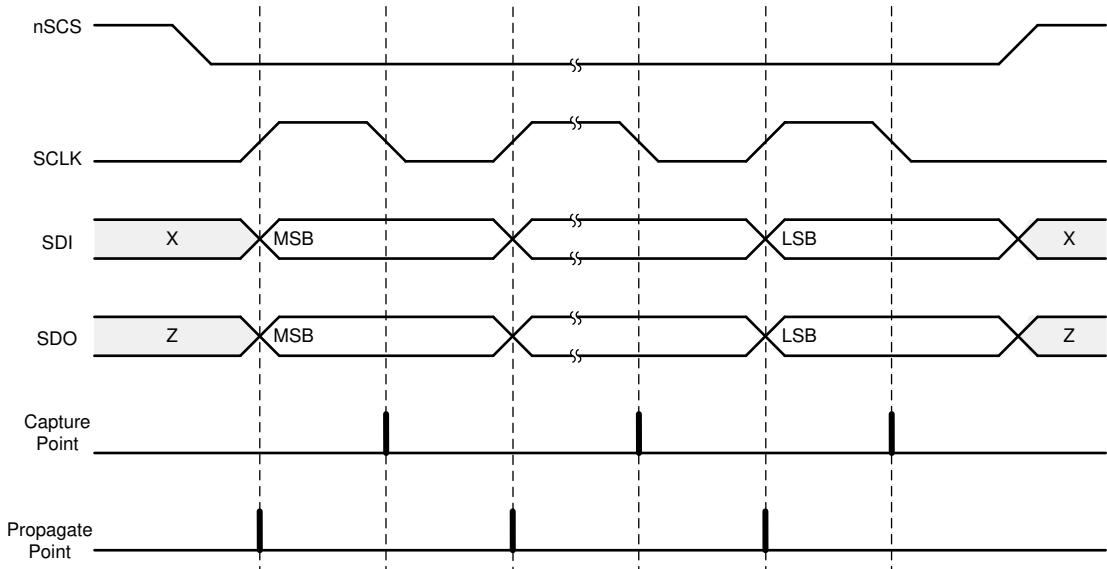 nSCS
SCLK
SDI
X
MSB
LSB
X
SDO
Z
MSB
LSB
Z
Capture
Point
Propagate
Point